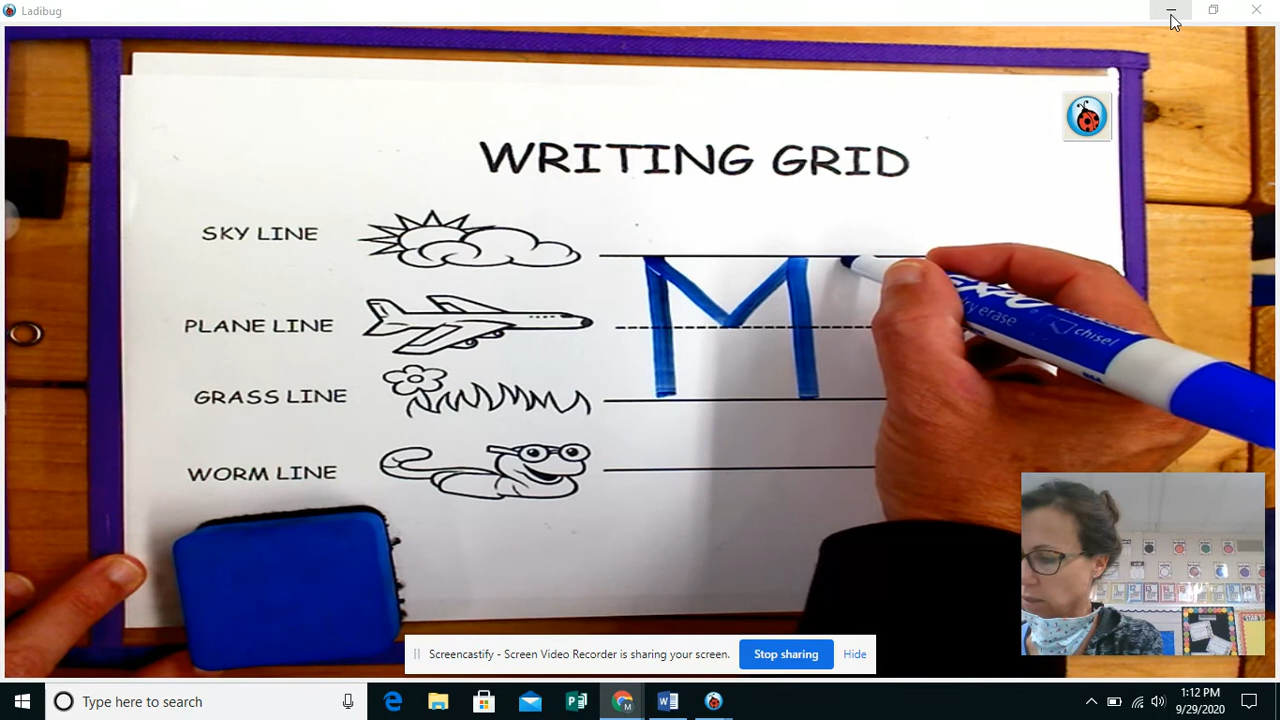 Ladibug
WRITING GRID
SKY LINE
PLANE LINE
GRASS LINE
WORM LINE
M
EXPO
dry erase
chisel
Screencastify - Screen Video Recorder is sharing your screen.
Stop sharing
Hide
Type here to search
1:12 PM
9/29/2020